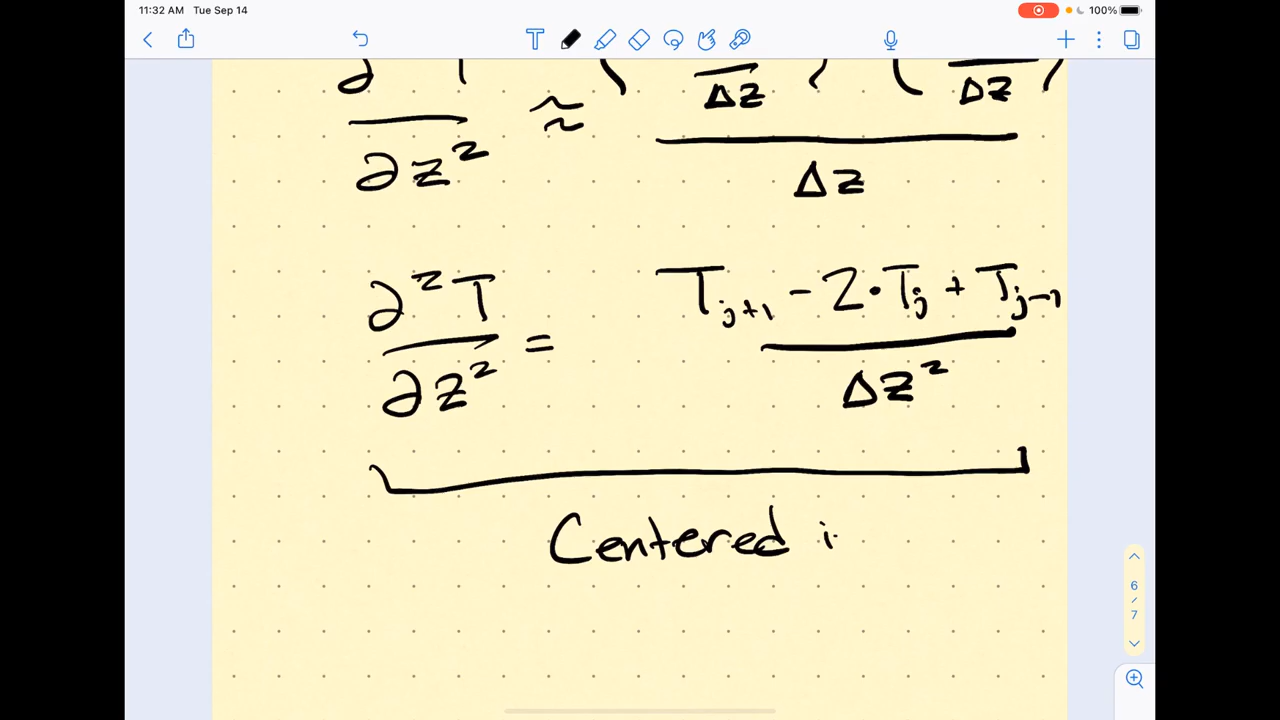 11:32 AM Tue Sep 14
100%
∂ T ≈ ( / Δz ) ( / Δz )
∂z² Δz
∂²T = T_{j+1} - 2·T_j + T_{j-1}
∂z² Δz²
Centered i
6
/
7